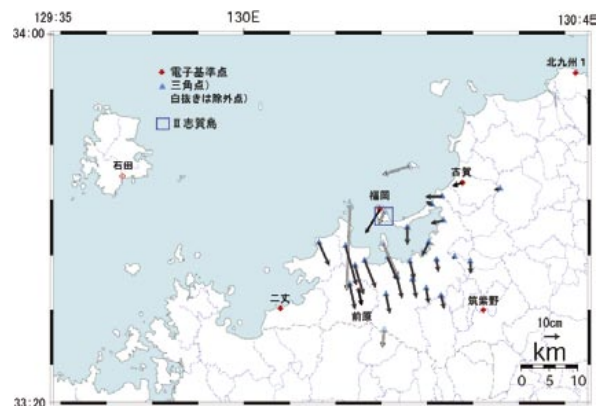 129:35
130E
130:45
34:00
電子基準点
三角点)
白抜きは除外点)
Ⅱ志賀島
北九州1
石田
古賀
福岡
二丈
前原
筑紫野
10cm
km
0 5 10
33:20